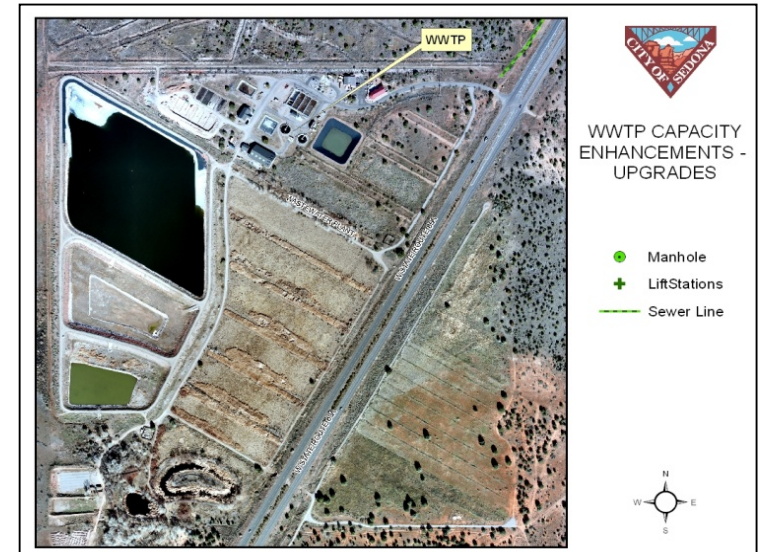 WWTP
CITY OF SEDONA
WWTP CAPACITY
ENHANCEMENTS -
UPGRADES
Manhole
LiftStations
Sewer Line
N
W E
S